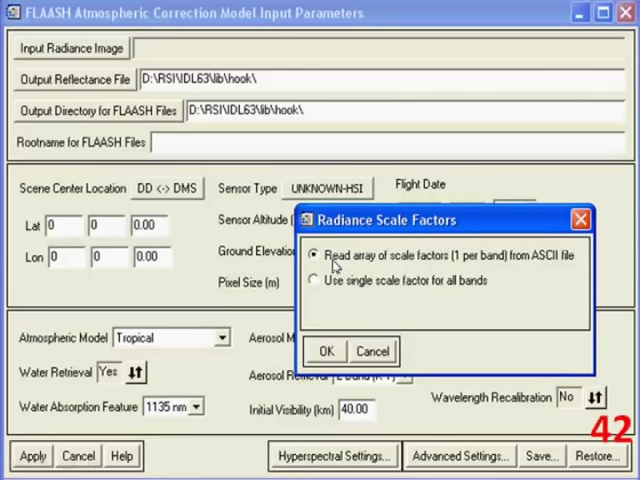 FLAASH Atmospheric Correction Model Input Parameters
Input Radiance Image
Output Reflectance File D:\RSI\IDL63\lib\hook\
Output Directory for FLAASH Files D:\RSI\IDL63\lib\hook\
Rootname for FLAASH Files
Scene Center Location DD <-> DMS Sensor Type UNKNOWN-HSI Flight Date
Lat 0 0 0.00 Sensor Altitude
Lon 0 0 0.00 Ground Elevation
Pixel Size (m)
Radiance Scale Factors
Read array of scale factors (1 per band) from ASCII file
Use single scale factor for all bands
OK Cancel
Atmospheric Model Tropical Aerosol M
Water Retrieval Yes Aerosol Retrieval
Water Absorption Feature 1135 nm Initial Visibility (km) 40.00 Wavelength Recalibration No
42
Apply Cancel Help Hyperspectral Settings... Advanced Settings... Save... Restore...